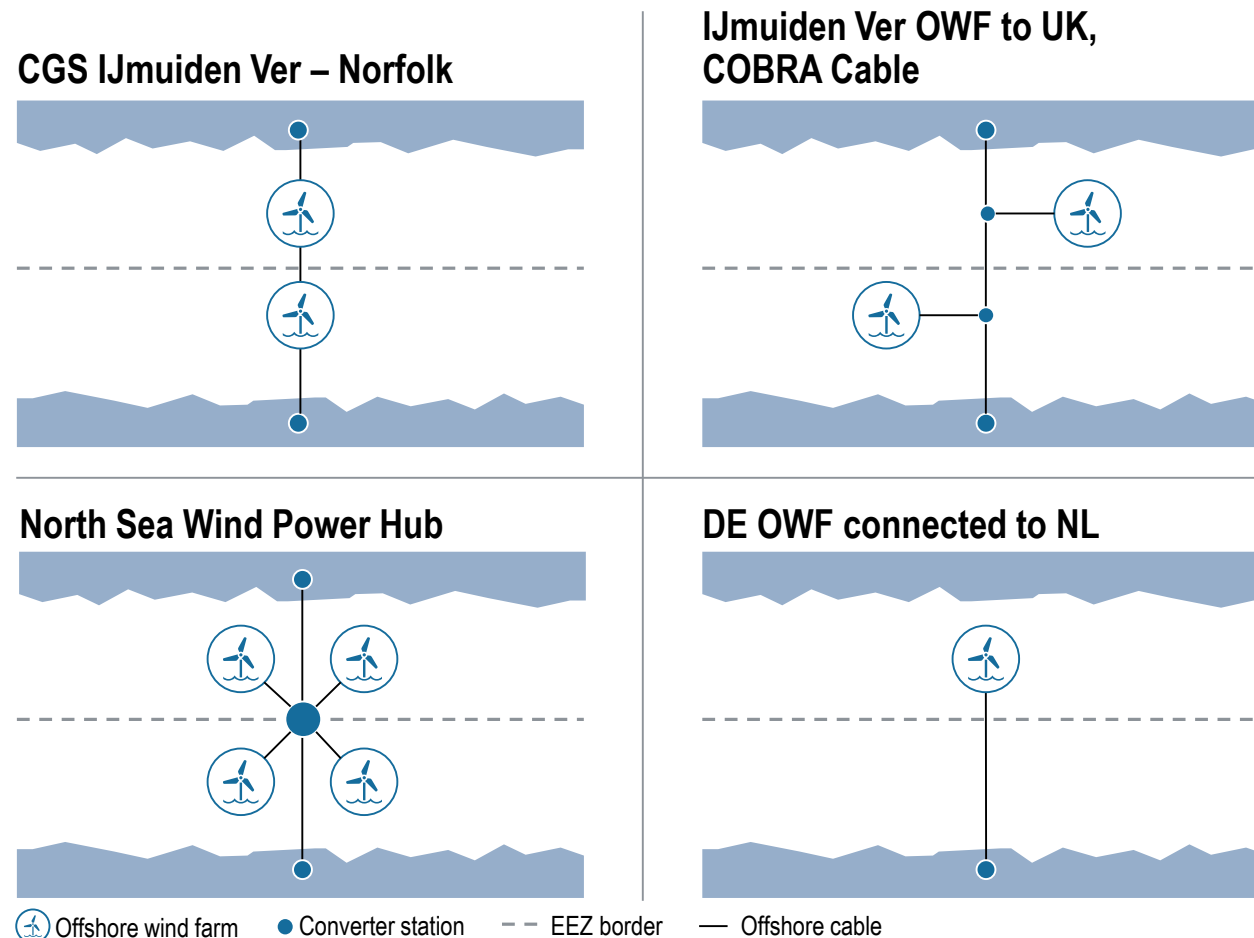 CGS IJmuiden Ver – Norfolk
IJmuiden Ver OWF to UK,
COBRA Cable
North Sea Wind Power Hub
DE OWF connected to NL
Offshore wind farm
Converter station
EEZ border
Offshore cable